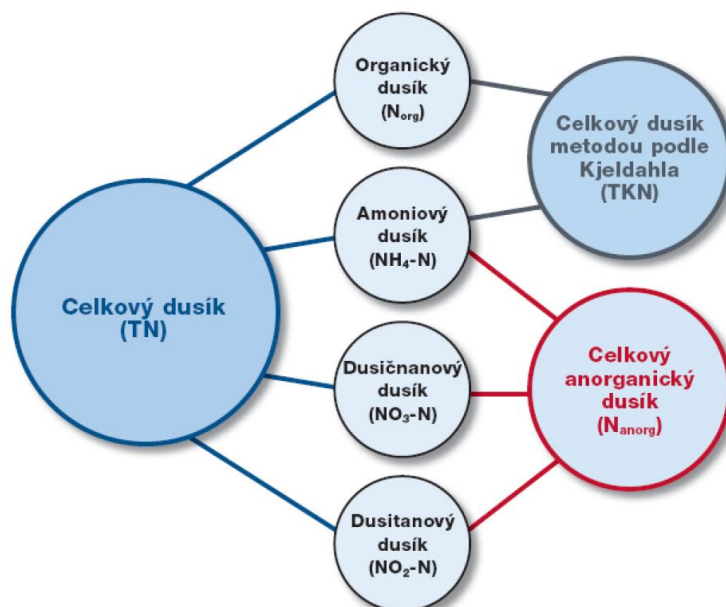 Organický
dusík
(Norg)
Celkový dusík
metodou podle
Kjeldahla
(TKN)
Amoniový
dusík
(NH₄-N)
Celkový dusík
(TN)
Dusičnanový
dusík
(NO₃-N)
Celkový
anorganický
dusík
(Nanorg)
Dusitanový
dusík
(NO₂-N)